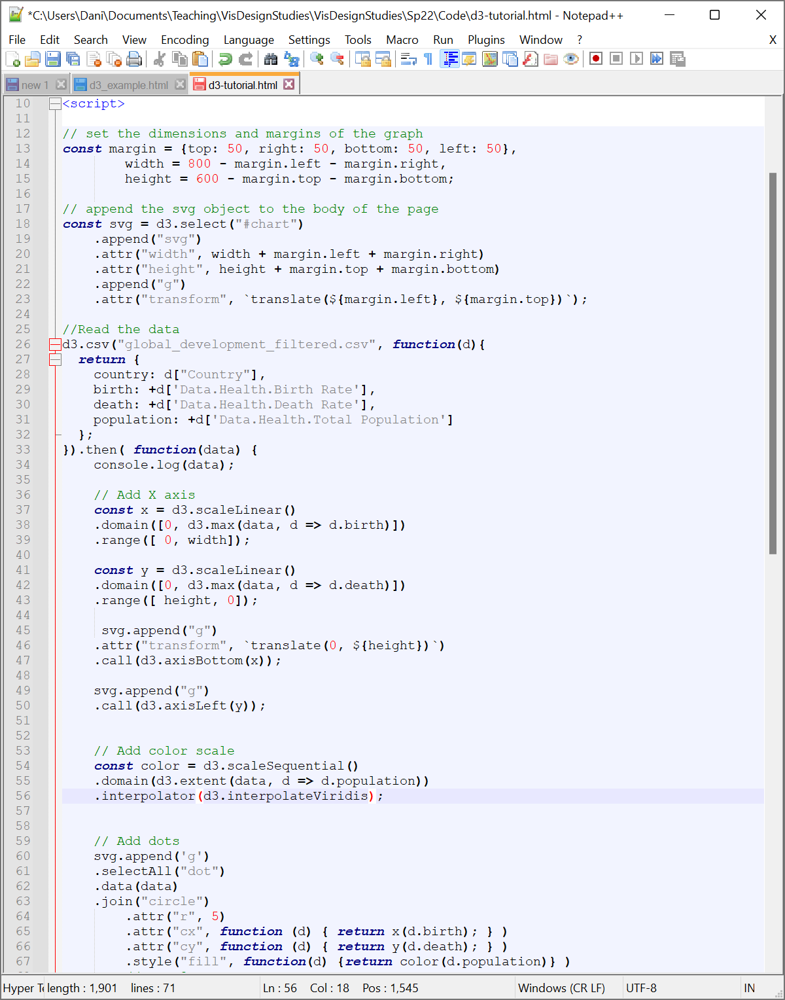 *C:\Users\Dani\Documents\Teaching\VisDesignStudies\VisDesignStudies\Sp22\Code\d3-tutorial.html - Notepad++
File Edit Search View Encoding Language Settings Tools Macro Run Plugins Window ? X
new 1 d3_example.html d3-tutorial.html
10 <script>
11
12 // set the dimensions and margins of the graph
13 const margin = {top: 50, right: 50, bottom: 50, left: 50},
14 width = 800 - margin.left - margin.right,
15 height = 600 - margin.top - margin.bottom;
16
17 // append the svg object to the body of the page
18 const svg = d3.select("#chart")
19 .append("svg")
20 .attr("width", width + margin.left + margin.right)
21 .attr("height", height + margin.top + margin.bottom)
22 .append("g")
23 .attr("transform", `translate(${margin.left}, ${margin.top})`);
24
25 //Read the data
26 d3.csv("global_development_filtered.csv", function(d){
27 return {
28 country: d["Country"],
29 birth: +d['Data.Health.Birth Rate'],
30 death: +d['Data.Health.Death Rate'],
31 population: +d['Data.Health.Total Population']
32 };
33 }).then( function(data) {
34 console.log(data);
35
36 // Add X axis
37 const x = d3.scaleLinear()
38 .domain([0, d3.max(data, d => d.birth)])
39 .range([ 0, width]);
40
41 const y = d3.scaleLinear()
42 .domain([0, d3.max(data, d => d.death)])
43 .range([ height, 0]);
44
45 svg.append("g")
46 .attr("transform", `translate(0, ${height})`)
47 .call(d3.axisBottom(x));
48
49 svg.append("g")
50 .call(d3.axisLeft(y));
51
52
53 // Add color scale
54 const color = d3.scaleSequential()
55 .domain(d3.extent(data, d => d.population))
56 .interpolator(d3.interpolateViridis);
57
58
59 // Add dots
60 svg.append('g')
61 .selectAll("dot")
62 .data(data)
63 .join("circle")
64 .attr("r", 5)
65 .attr("cx", function (d) { return x(d.birth); } )
66 .attr("cy", function (d) { return y(d.death); } )
67 .style("fill", function(d) {return color(d.population)} )
Hyper Te length : 1,901 lines : 71 Ln : 56 Col : 18 Pos : 1,545 Windows (CR LF) UTF-8 IN